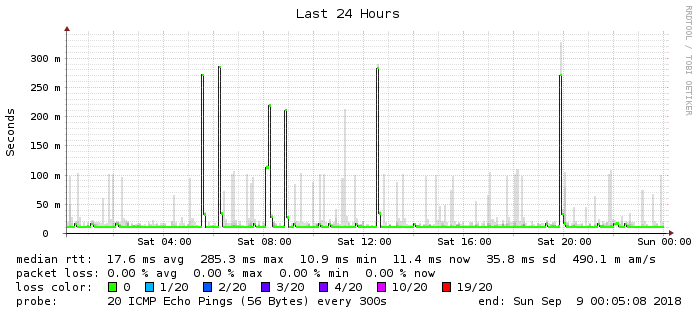 Last 24 Hours
RRDTOOL / TOBI OETIKER
Seconds
300 m
250 m
200 m
150 m
100 m
50 m
0
Sat 04:00 Sat 08:00 Sat 12:00 Sat 16:00 Sat 20:00 Sun 00:00
median rtt: 17.6 ms avg 285.3 ms max 10.9 ms min 11.4 ms now 35.8 ms sd 490.1 m am/s
packet loss: 0.00 % avg 0.00 % max 0.00 % min 0.00 % now
loss color: 0 1/20 2/20 3/20 4/20 10/20 19/20
probe: 20 ICMP Echo Pings (56 Bytes) every 300s end: Sun Sep 9 00:05:08 2018